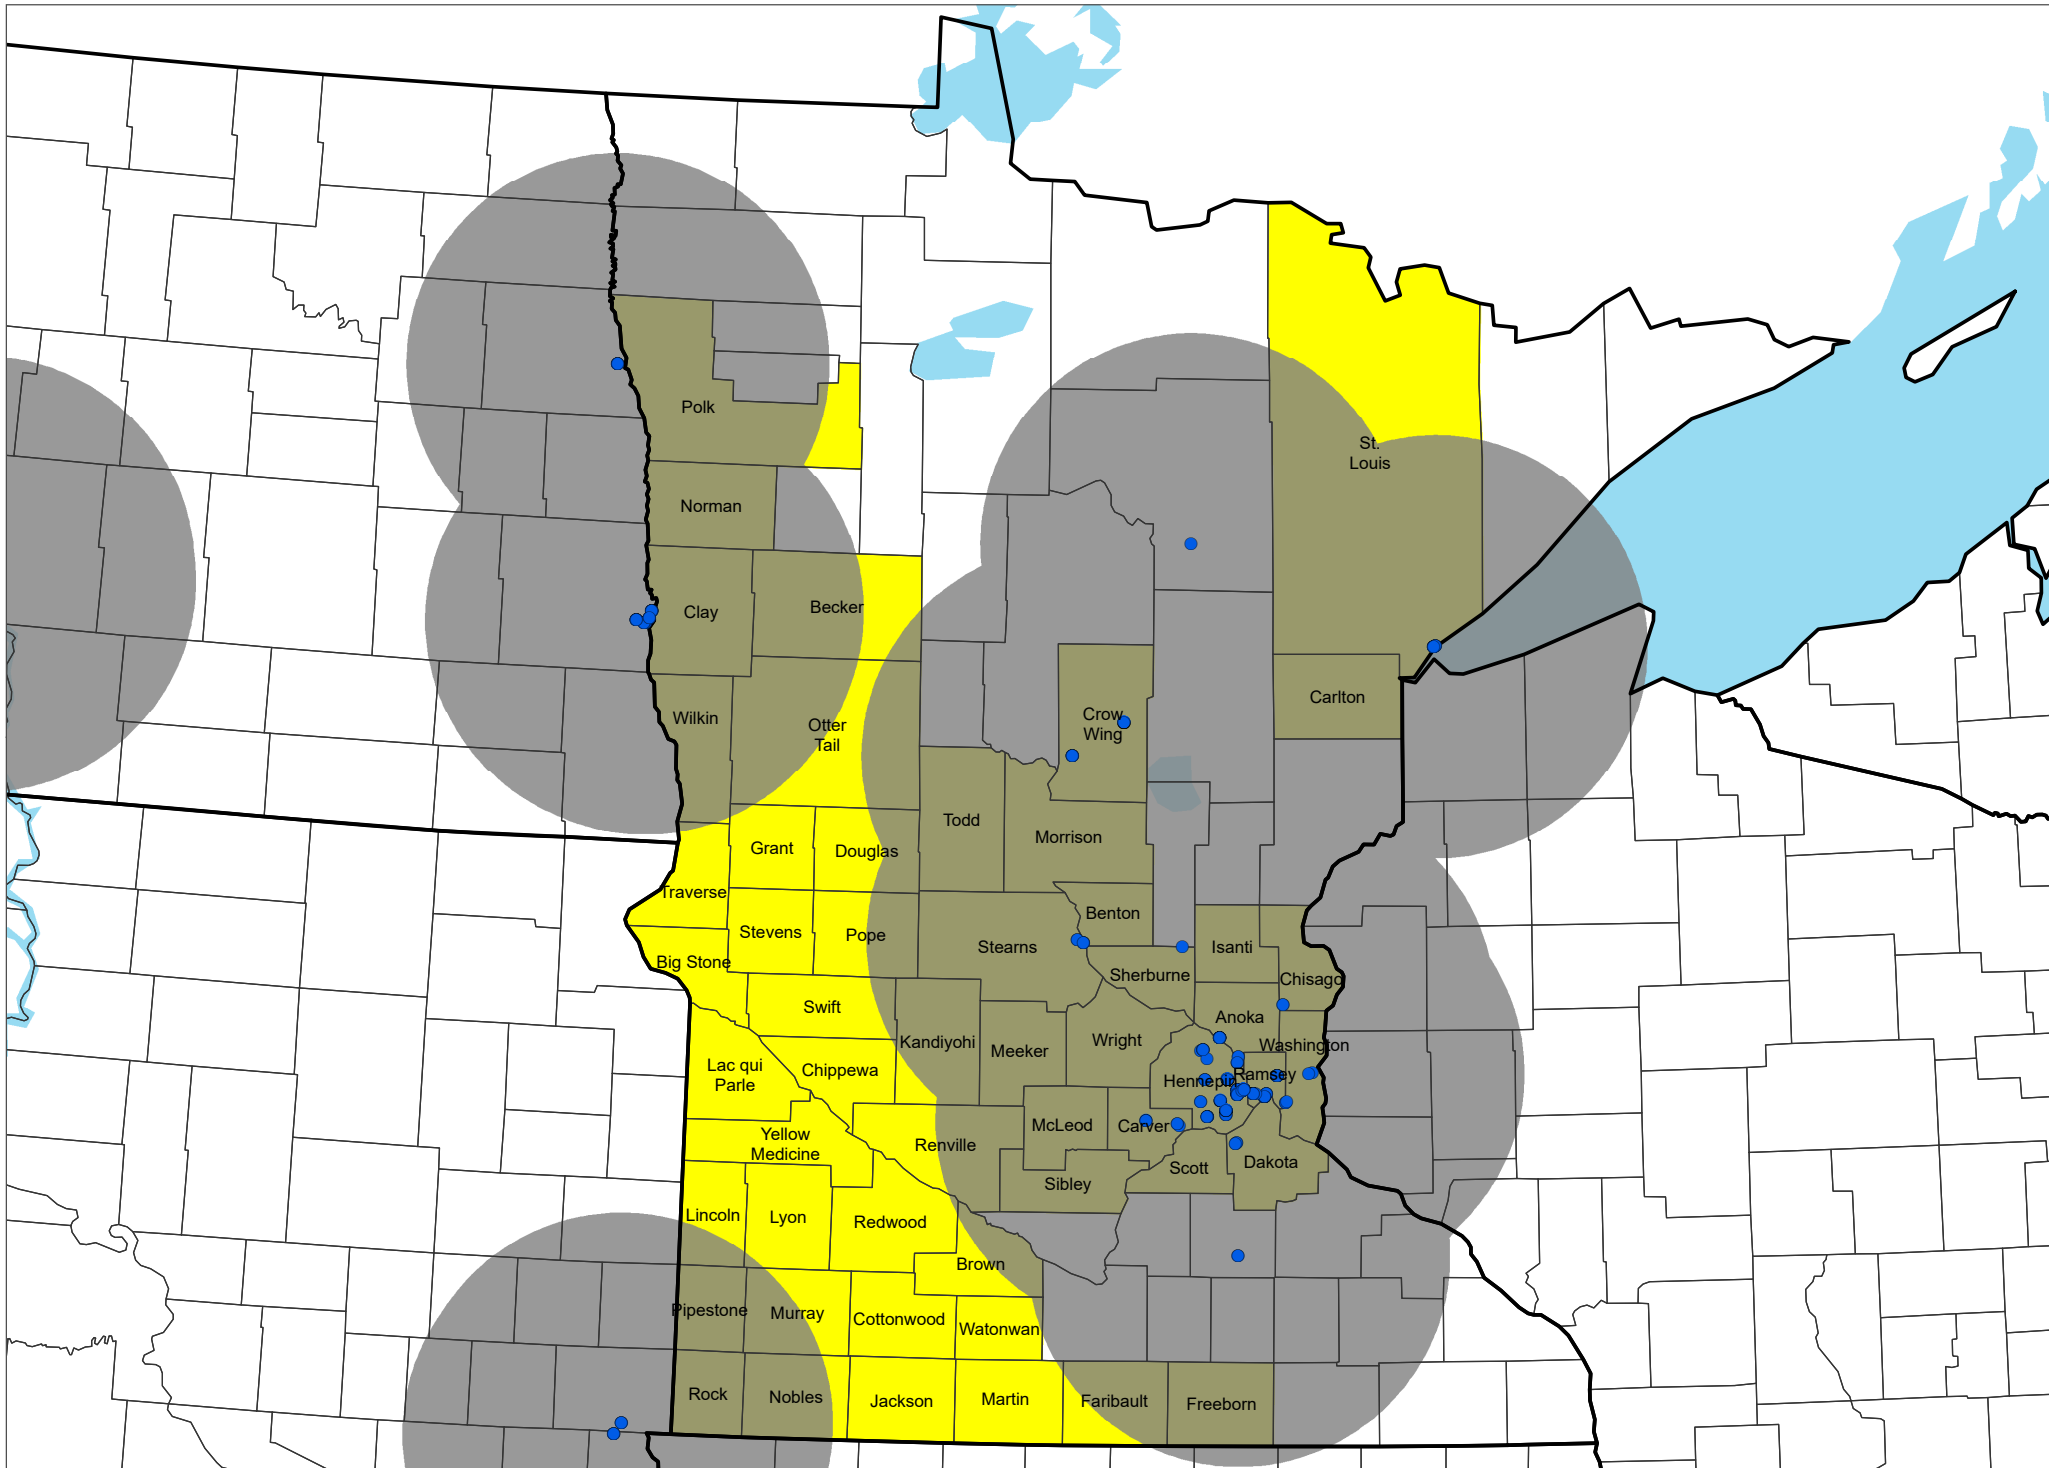 Polk
St.
Louis
Norman
Becker
Clay
Carlton
Wilkin
Crow
Wing
Otter
Tail
Todd
Morrison
Grant
Douglas
Traverse
Benton
Stevens
Pope
Stearns
Isanti
Big Stone
Sherburne
Chisago
Swift
Anoka
Kandiyohi
Meeker
Wright
Washington
Lac qui
Parle
Chippewa
Hennepin
Ramsey
McLeod
Carver
Yellow
Medicine
Renville
Scott
Dakota
Sibley
Lincoln
Lyon
Redwood
Brown
Pipestone
Murray
Cottonwood
Watonwan
Rock
Nobles
Jackson
Martin
Faribault
Freeborn